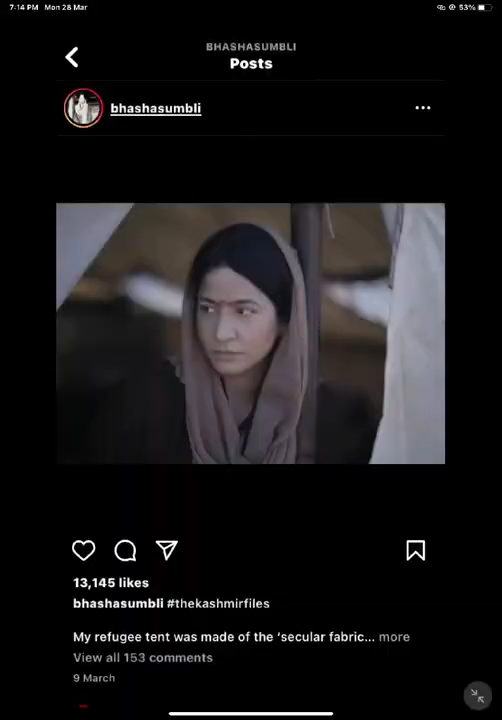 7:14 PM Mon 28 Mar
53%
BHASHASUMBLI
Posts
bhashasumbli
13,145 likes
bhashasumbli #thekashmirfiles
My refugee tent was made of the ‘secular fabric... more
View all 153 comments
9 March